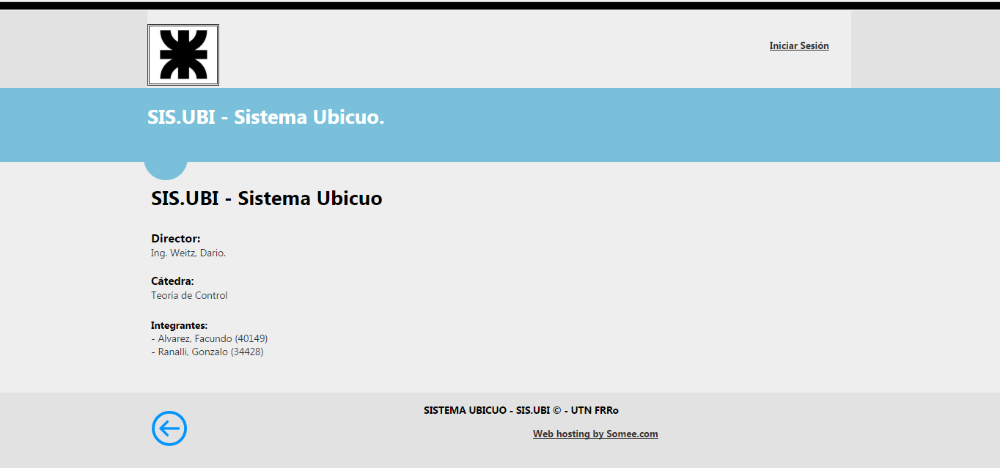 Iniciar Sesión
SIS.UBI - Sistema Ubicuo.
SIS.UBI - Sistema Ubicuo
Director:
Ing. Weitz, Dario.
Cátedra:
Teoría de Control
Integrantes:
- Alvarez, Facundo (40149)
- Ranalli, Gonzalo (34428)
SISTEMA UBICUO - SIS.UBI © - UTN FRRo
Web hosting by Somee.com